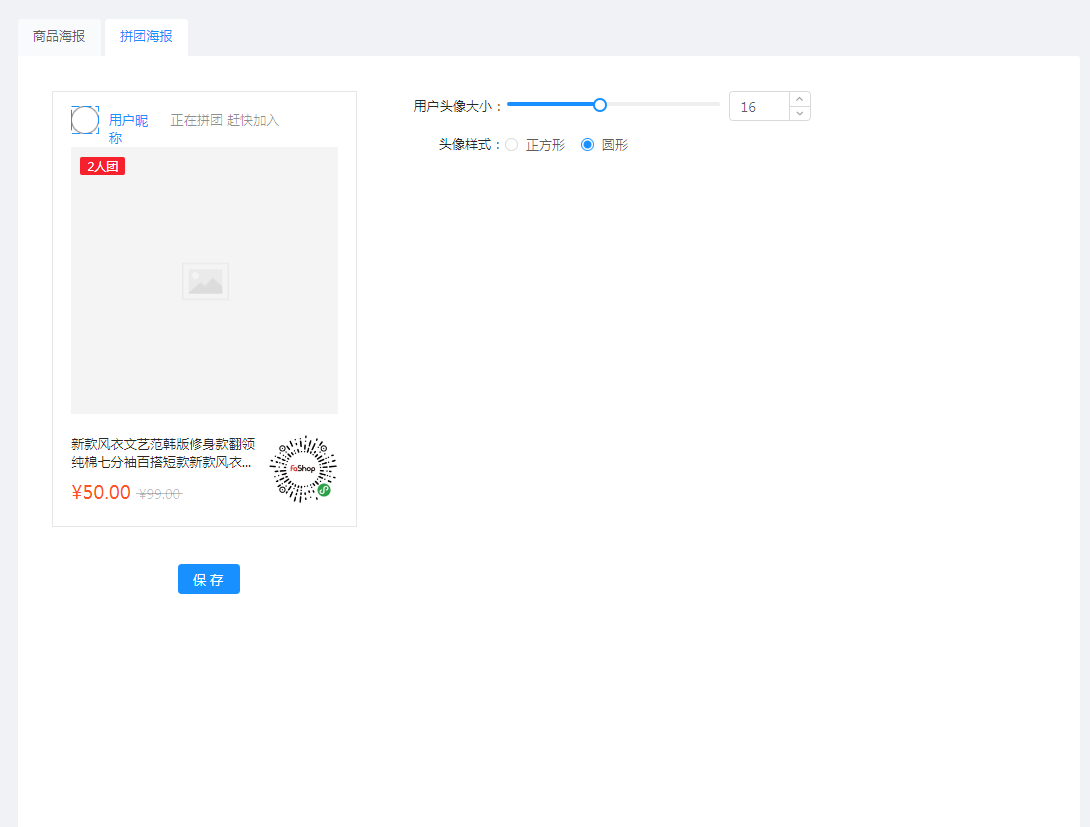 商品海报
拼团海报
用户昵
称
正在拼团 赶快加入
2人团
新款风衣文艺范韩版修身款翻领
纯棉七分袖百搭短款新款风衣...
¥50.00 ¥99.00
FaShop
保 存
用户头像大小：
16
头像样式：
正方形
圆形